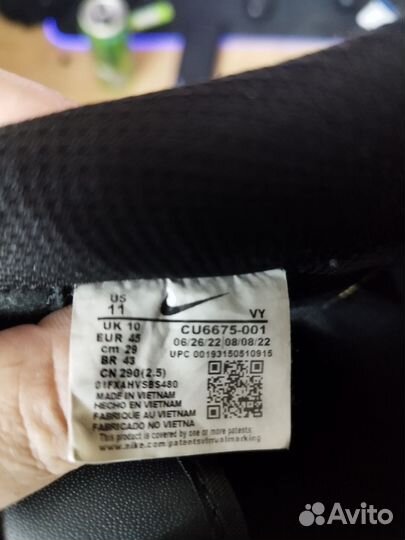 US
11
VY
UK 10
CU6675-001
EUR 45
06/26/22 08/08/22
cm 29
UPC 00193150510915
BR 43
CN 290(2.5)
01FXAHVSBS480
MADE IN VIETNAM
HECHO EN VIETNAM
FABRIQUE AU VIETNAM
FABRICADO NO VIETNA
This product is covered by one or more patents. See
www.nike.com/patentsvirtualmarking
Avito